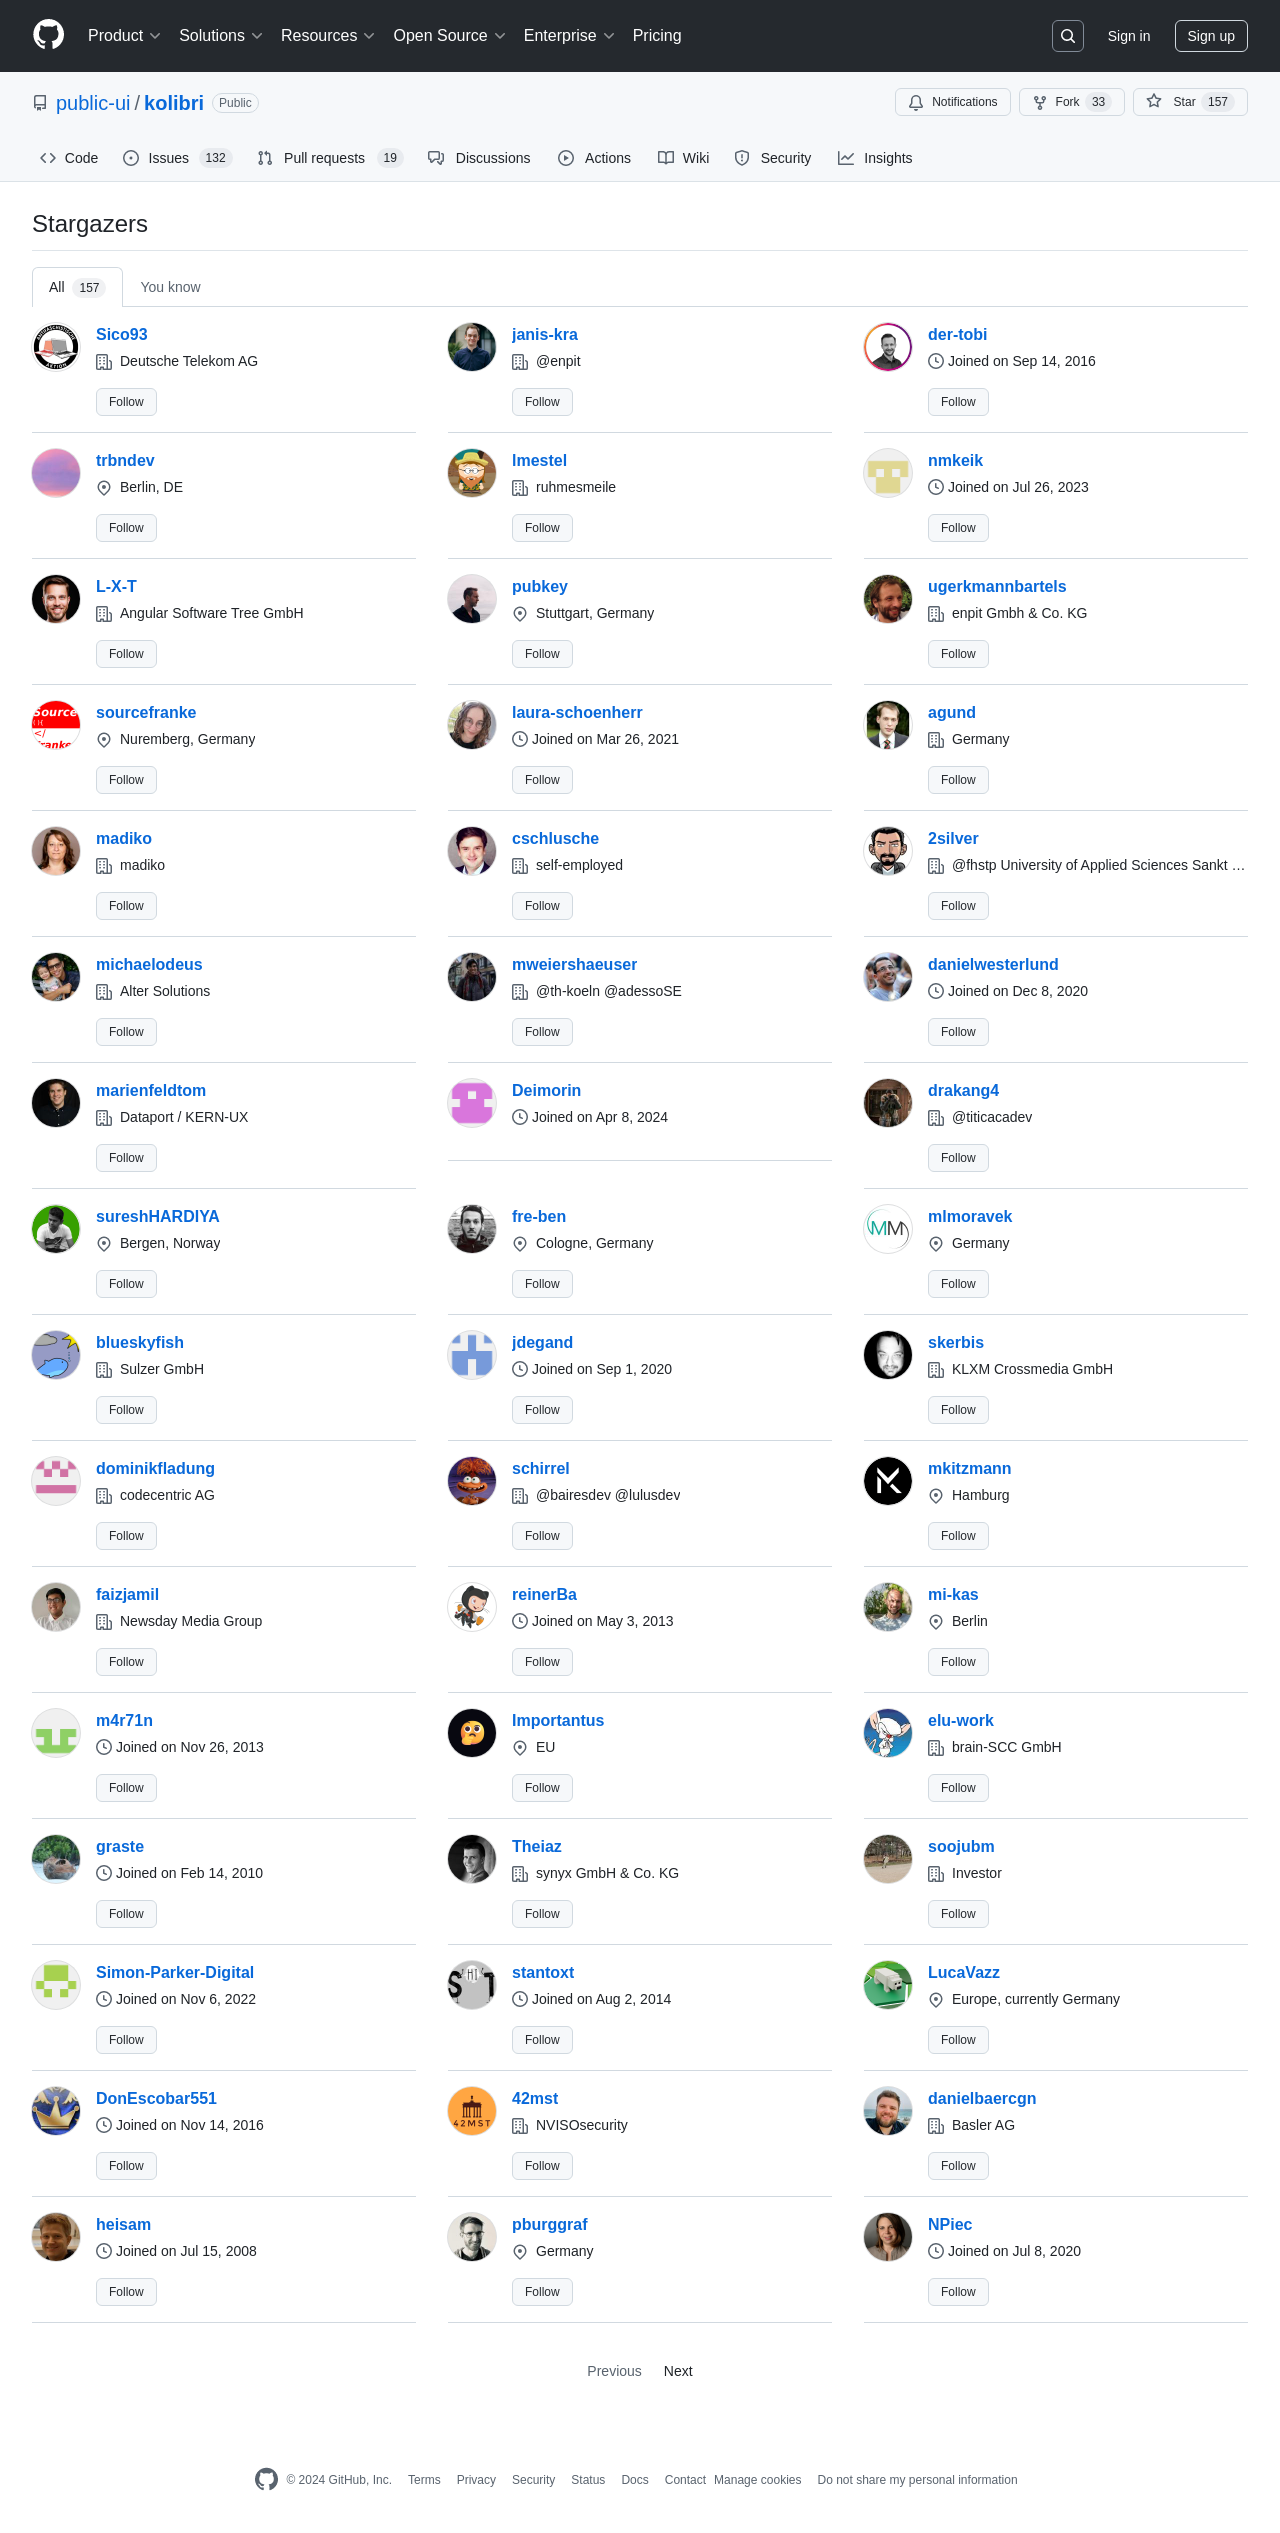 Product Solutions Resources Open Source Enterprise Pricing Sign in Sign up
public-ui / kolibri Public Notifications Fork 33 Star 157
Code Issues 132 Pull requests 19 Discussions Actions Wiki Security Insights
Stargazers
All 157 You know
Sico93 janis-kra der-tobi
Deutsche Telekom AG @enpit Joined on Sep 14, 2016
Follow Follow Follow
trbndev lmestel nmkeik
Berlin, DE ruhmesmeile Joined on Jul 26, 2023
Follow Follow Follow
L-X-T pubkey ugerkmannbartels
Angular Software Tree GmbH Stuttgart, Germany enpit Gmbh & Co. KG
Follow Follow Follow
sourcefranke laura-schoenherr agund
Nuremberg, Germany Joined on Mar 26, 2021 Germany
Follow Follow Follow
madiko cschlusche 2silver
madiko self-employed @fhstp University of Applied Sciences Sankt …
Follow Follow Follow
michaelodeus mweiershaeuser danielwesterlund
Alter Solutions @th-koeln @adessoSE Joined on Dec 8, 2020
Follow Follow Follow
marienfeldtom Deimorin drakang4
Dataport / KERN-UX Joined on Apr 8, 2024 @titicacadev
Follow Follow
sureshHARDIYA fre-ben mlmoravek
Bergen, Norway Cologne, Germany Germany
Follow Follow Follow
blueskyfish jdegand skerbis
Sulzer GmbH Joined on Sep 1, 2020 KLXM Crossmedia GmbH
Follow Follow Follow
dominikfladung schirrel mkitzmann
codecentric AG @bairesdev @lulusdev Hamburg
Follow Follow Follow
faizjamil reinerBa mi-kas
Newsday Media Group Joined on May 3, 2013 Berlin
Follow Follow Follow
m4r71n Importantus elu-work
Joined on Nov 26, 2013 EU brain-SCC GmbH
Follow Follow Follow
graste Theiaz soojubm
Joined on Feb 14, 2010 synyx GmbH & Co. KG Investor
Follow Follow Follow
Simon-Parker-Digital stantoxt LucaVazz
Joined on Nov 6, 2022 Joined on Aug 2, 2014 Europe, currently Germany
Follow Follow Follow
DonEscobar551 42mst danielbaercgn
Joined on Nov 14, 2016 NVISOsecurity Basler AG
Follow Follow Follow
heisam pburggraf NPiec
Joined on Jul 15, 2008 Germany Joined on Jul 8, 2020
Follow Follow Follow
Previous Next
© 2024 GitHub, Inc. Terms Privacy Security Status Docs Contact Manage cookies Do not share my personal information